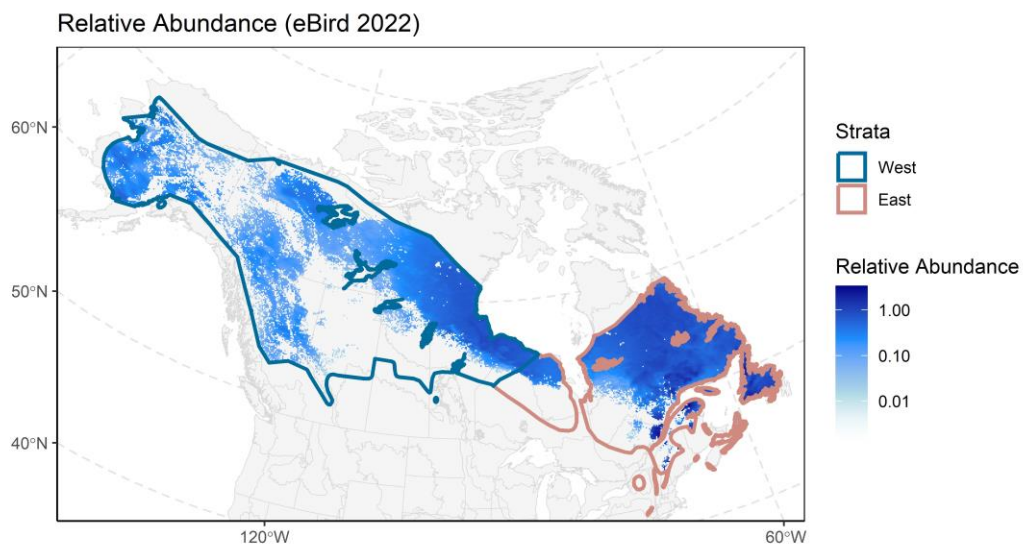 Relative Abundance (eBird 2022)
60°N
50°N
40°N
120°W
60°W
Strata
West
East
Relative Abundance
1.00
0.10
0.01